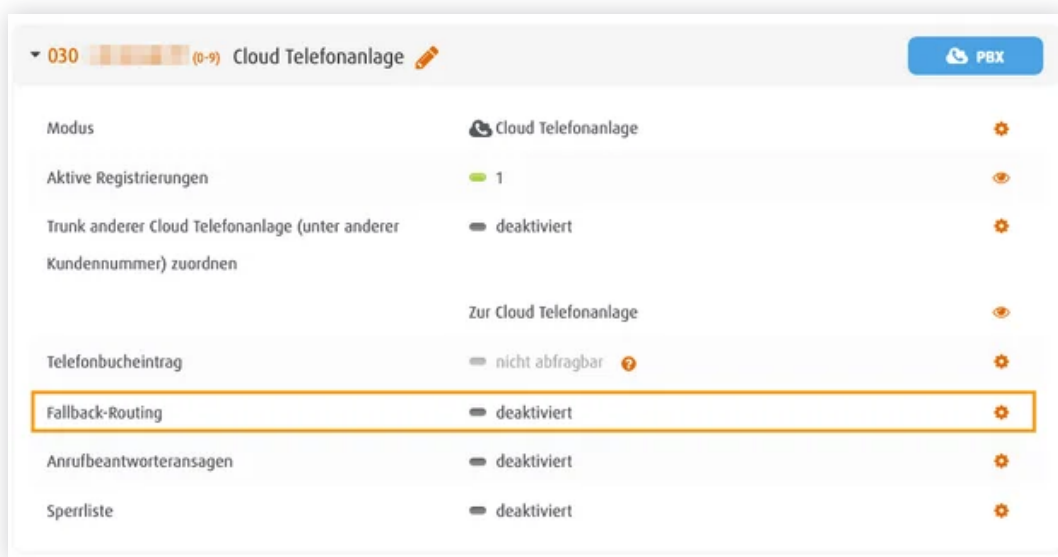 030 (0-9) Cloud Telefonanlage PBX
Modus Cloud Telefonanlage
Aktive Registrierungen 1
Trunk anderer Cloud Telefonanlage (unter anderer deaktiviert
Kundennummer) zuordnen
Zur Cloud Telefonanlage
Telefonbucheintrag nicht abfragbar ?
Fallback-Routing deaktiviert
Anrufbeantworteransagen deaktiviert
Sperrliste deaktiviert